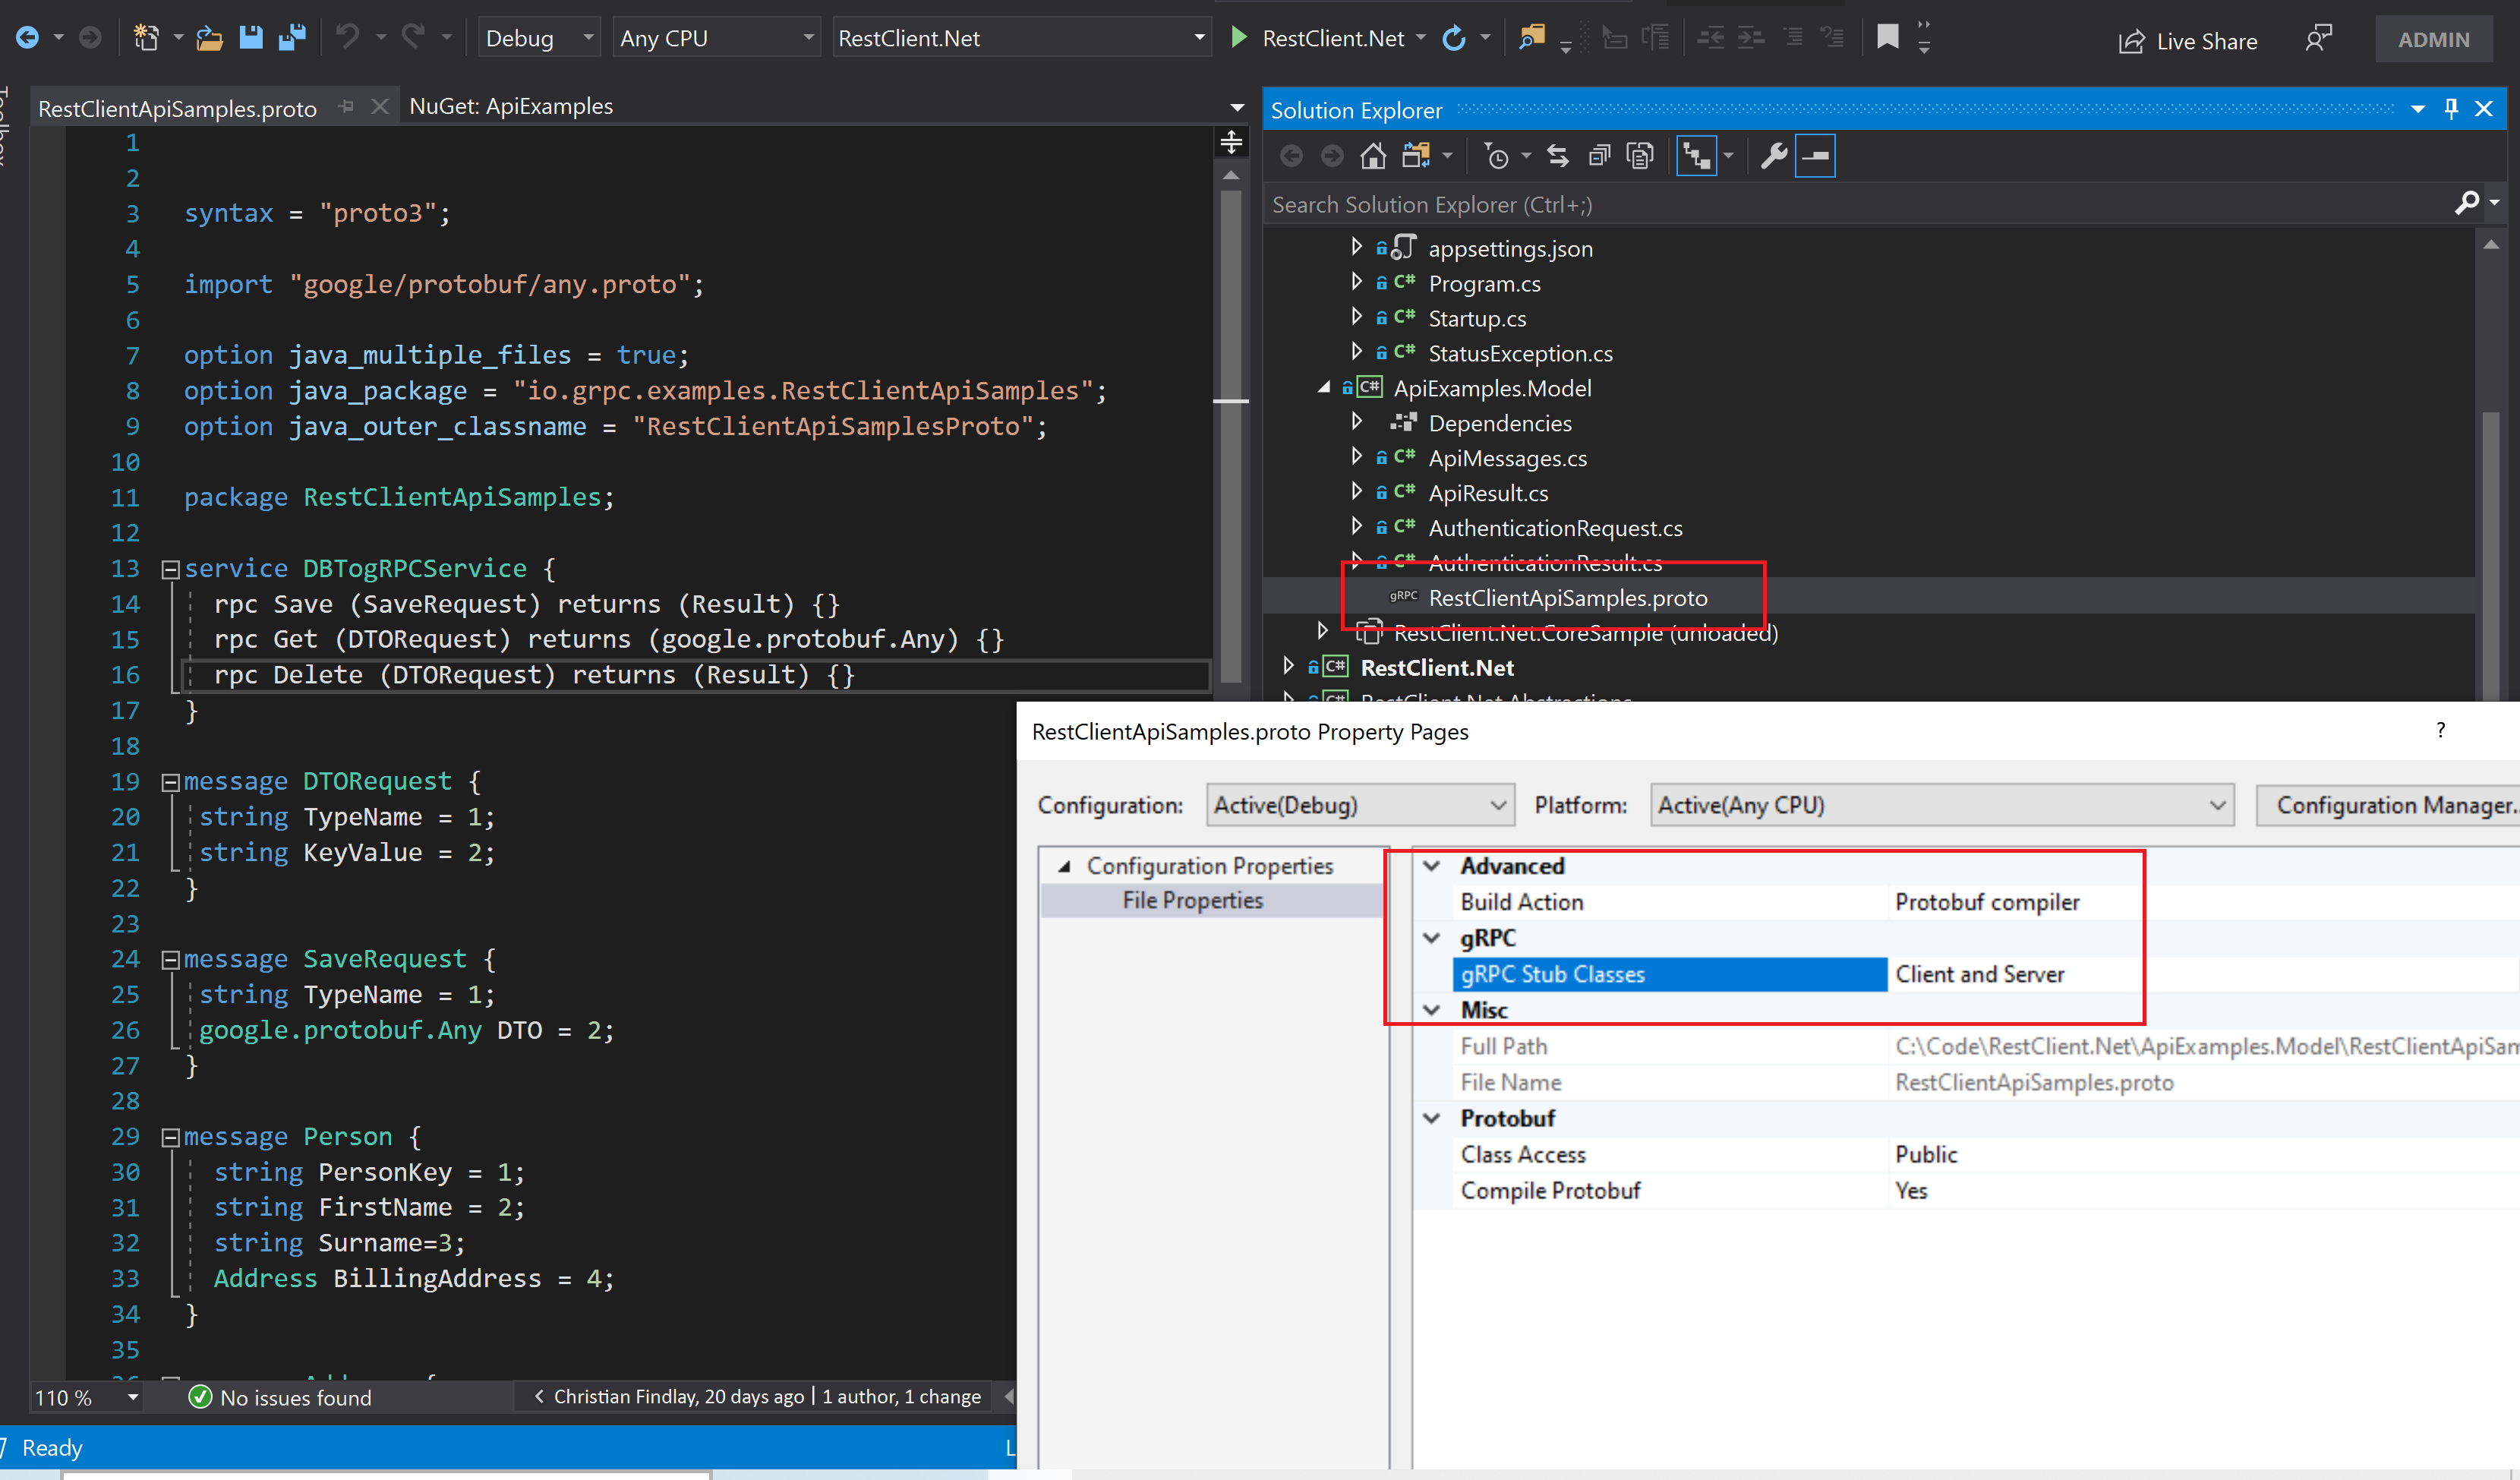 Debug
Any CPU
RestClient.Net
RestClient.Net
Live Share
ADMIN
Toolbox
RestClientApiSamples.proto
NuGet: ApiExamples
1
2
3 syntax = "proto3";
4
5 import "google/protobuf/any.proto";
6
7 option java_multiple_files = true;
8 option java_package = "io.grpc.examples.RestClientApiSamples";
9 option java_outer_classname = "RestClientApiSamplesProto";
10
11 package RestClientApiSamples;
12
13 service DBTogRPCService {
14 rpc Save (SaveRequest) returns (Result) {}
15 rpc Get (DTORequest) returns (google.protobuf.Any) {}
16 rpc Delete (DTORequest) returns (Result) {}
17 }
18
19 message DTORequest {
20 string TypeName = 1;
21 string KeyValue = 2;
22 }
23
24 message SaveRequest {
25 string TypeName = 1;
26 google.protobuf.Any DTO = 2;
27 }
28
29 message Person {
30 string PersonKey = 1;
31 string FirstName = 2;
32 string Surname=3;
33 Address BillingAddress = 4;
34 }
35
110 %
No issues found
Christian Findlay, 20 days ago | 1 author, 1 change
Ready
L
Solution Explorer
Search Solution Explorer (Ctrl+;)
appsettings.json
C# Program.cs
C# Startup.cs
C# StatusException.cs
C# ApiExamples.Model
Dependencies
C# ApiMessages.cs
C# ApiResult.cs
C# AuthenticationRequest.cs
C# AuthenticationResult.cs
gRPC RestClientApiSamples.proto
RestClient.Net.CoreSample (unloaded)
C# RestClient.Net
C# RestClient.Net.Abstractions
RestClientApiSamples.proto Property Pages
?
Configuration:
Active(Debug)
Platform:
Active(Any CPU)
Configuration Manager..
Configuration Properties
File Properties
Advanced
Build Action Protobuf compiler
gRPC
gRPC Stub Classes Client and Server
Misc
Full Path C:\Code\RestClient.Net\ApiExamples.Model\RestClientApiSam
File Name RestClientApiSamples.proto
Protobuf
Class Access Public
Compile Protobuf Yes